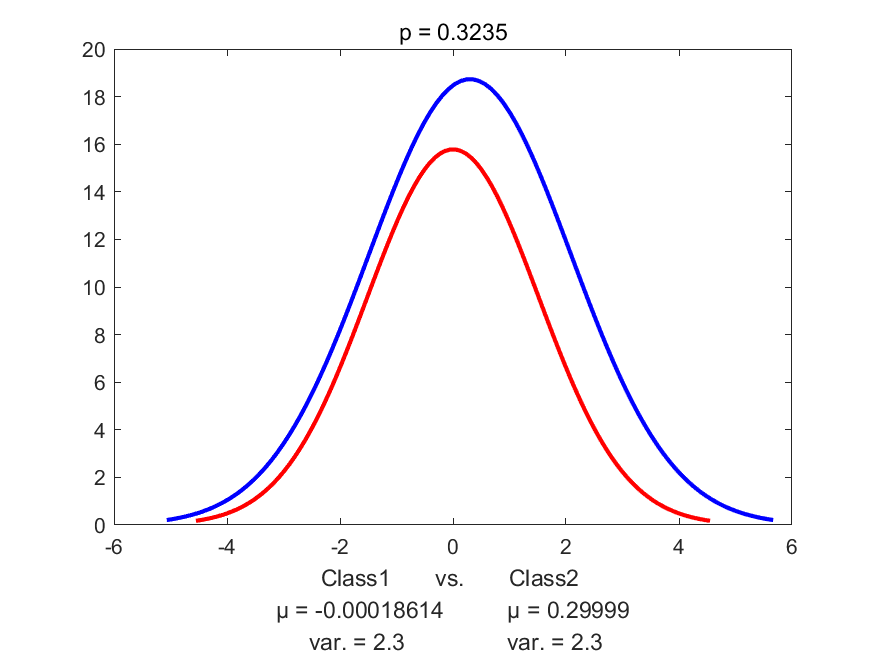 p = 0.3235
20
18
16
14
12
10
8
6
4
2
0
-6 -4 -2 0 2 4 6
Class1 vs. Class2
μ = -0.00018614 μ = 0.29999
var. = 2.3 var. = 2.3